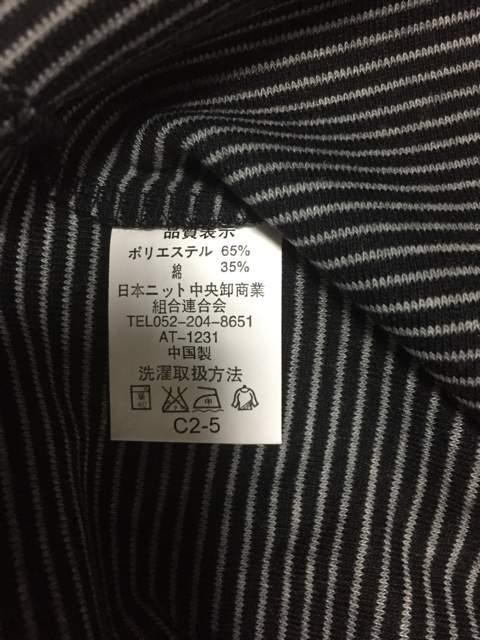 品質表示
ポリエステル 65%
綿 35%
日本ニット中央卸商業
組合連合会
TEL052-204-8651
AT-1231
中国製
洗濯取扱方法
中
C2-5